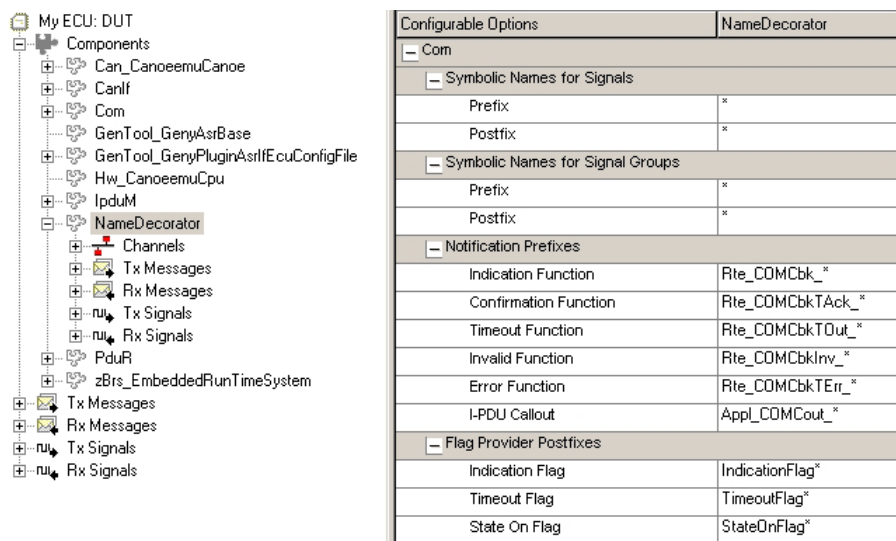 My ECU: DUT
Components
Can_CanoeemuCanoe
CanIf
Com
GenTool_GenyAsrBase
GenTool_GenyPluginAsrIfEcuConfigFile
Hw_CanoeemuCpu
IpduM
NameDecorator
Channels
Tx Messages
Rx Messages
Tx Signals
Rx Signals
PduR
zBrs_EmbeddedRunTimeSystem
Tx Messages
Rx Messages
Tx Signals
Rx Signals
Configurable Options NameDecorator
Com
Symbolic Names for Signals
Prefix *
Postfix *
Symbolic Names for Signal Groups
Prefix *
Postfix *
Notification Prefixes
Indication Function Rte_COMCbk_*
Confirmation Function Rte_COMCbkTAck_*
Timeout Function Rte_COMCbkTOut_*
Invalid Function Rte_COMCbkInv_*
Error Function Rte_COMCbkTErr_*
I-PDU Callout Appl_COMCout_*
Flag Provider Postfixes
Indication Flag IndicationFlag*
Timeout Flag TimeoutFlag*
State On Flag StateOnFlag*